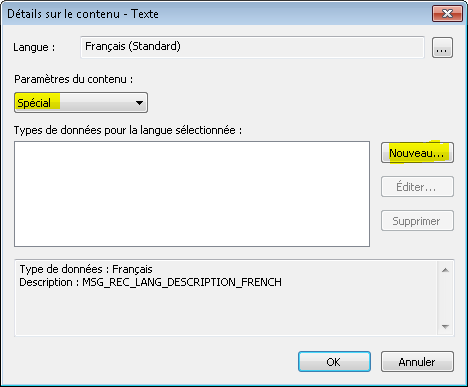 Détails sur le contenu - Texte
Langue : Français (Standard) ...
Paramètres du contenu :
Spécial
Types de données pour la langue sélectionnée :
Nouveau...
Éditer...
Supprimer
Type de données : Français
Description : MSG_REC_LANG_DESCRIPTION_FRENCH
OK Annuler